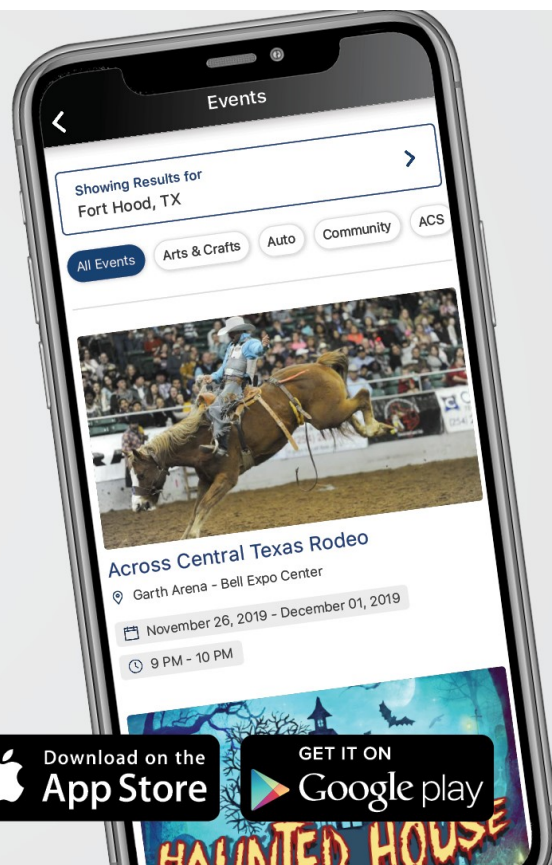 Events
Showing Results for
Fort Hood, TX
All Events
Arts & Crafts
Auto
Community
ACS
Across Central Texas Rodeo
Garth Arena - Bell Expo Center
November 26, 2019 - December 01, 2019
9 PM - 10 PM
Download on the
App Store
GET IT ON
Google play
HAUNTED HOUSE